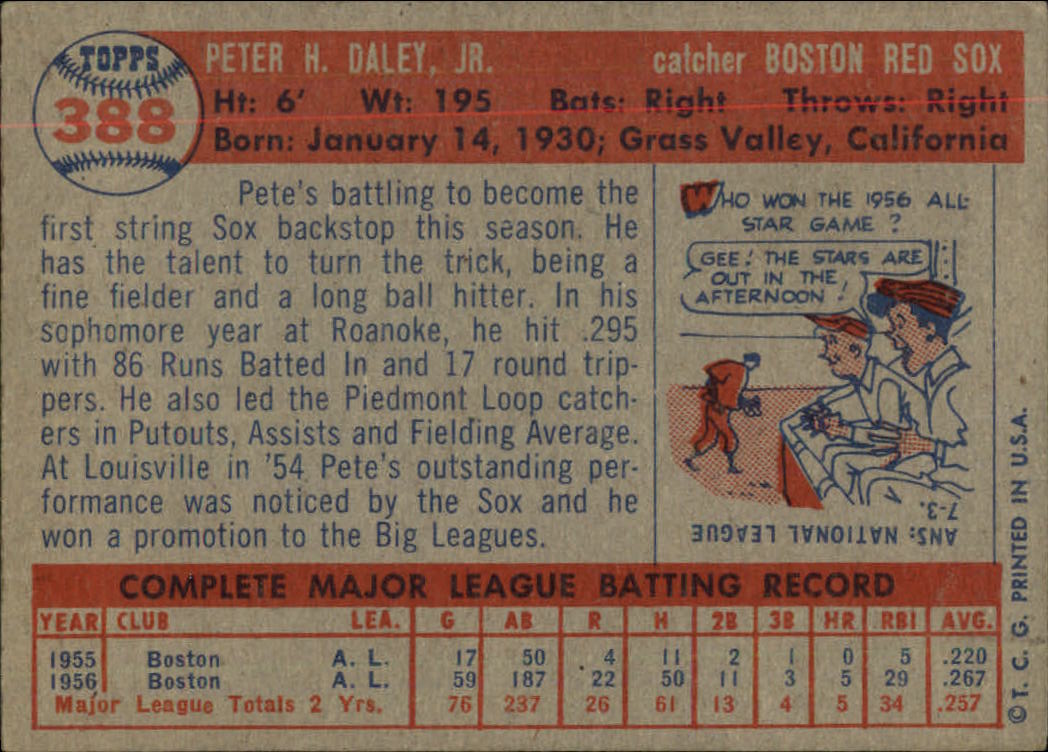 TOPPS
388
PETER H. DALEY, JR. catcher BOSTON RED SOX
Ht: 6' Wt: 195 Bats: Right Throws: Right
Born: January 14, 1930; Grass Valley, California
Pete's battling to become the
first string Sox backstop this season. He
has the talent to turn the trick, being a
fine fielder and a long ball hitter. In his
sophomore year at Roanoke, he hit .295
with 86 Runs Batted In and 17 round trip-
pers. He also led the Piedmont Loop catch-
ers in Putouts, Assists and Fielding Average.
At Louisville in '54 Pete's outstanding per-
formance was noticed by the Sox and he
won a promotion to the Big Leagues.
WHO WON THE 1956 ALL-
STAR GAME?
GEE! THE STARS ARE
OUT IN THE
AFTERNOON!
7-3.
ANS: NATIONAL LEAGUE
COMPLETE MAJOR LEAGUE BATTING RECORD
YEAR CLUB LEA. G AB R H 2B 3B HR RBI AVG.
1955 Boston A. L. 17 50 4 11 2 1 0 5 .220
1956 Boston A. L. 59 187 22 50 11 3 5 29 .267
Major League Totals 2 Yrs. 76 237 26 61 13 4 5 34 .257
©T. C. G. PRINTED IN U.S.A.